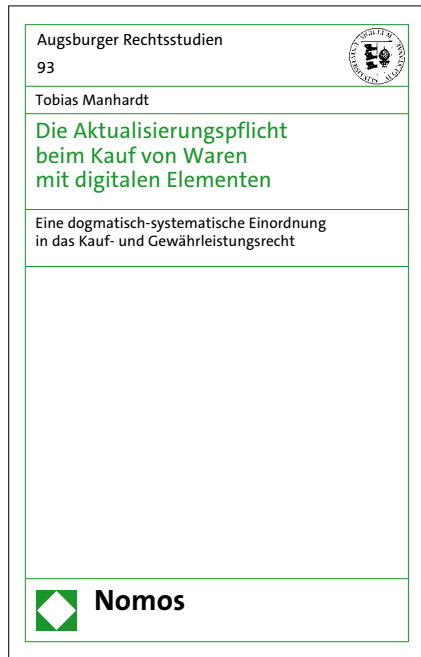 Augsburger Rechtsstudien
93
Tobias Manhardt
Die Aktualisierungspflicht
beim Kauf von Waren
mit digitalen Elementen
Eine dogmatisch-systematische Einordnung
in das Kauf- und Gewährleistungsrecht
Nomos